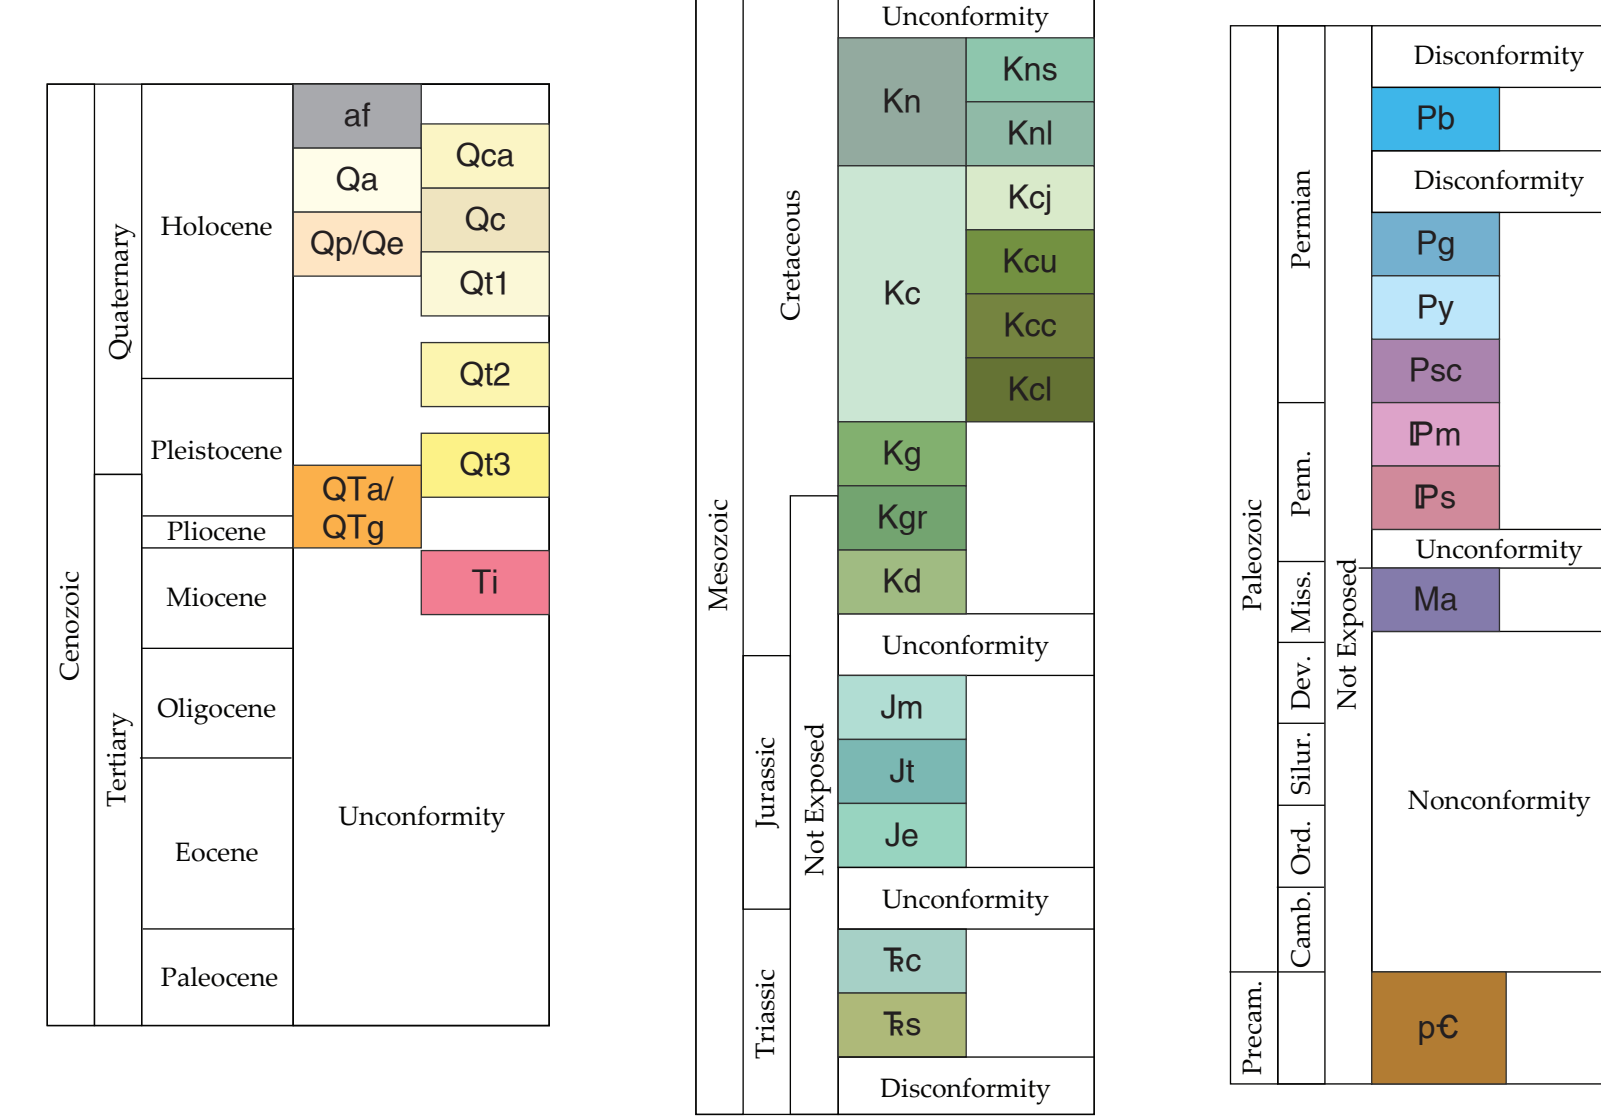 Cenozoic
Quaternary
Tertiary
Holocene
Pleistocene
Pliocene
Miocene
Oligocene
Eocene
Paleocene
af
Qca
Qa
Qc
Qp/Qe
Qt1
Qt2
Qt3
QTa/
QTg
Ti
Unconformity
Mesozoic
Cretaceous
Jurassic
Triassic
Not Exposed
Unconformity
Kn
Kns
Knl
Kc
Kcj
Kcu
Kcc
Kcl
Kg
Kgr
Kd
Unconformity
Jm
Jt
Je
Unconformity
TRc
TRs
Disconformity
Paleozoic
Precam.
Permian
Penn.
Miss.
Dev.
Silur.
Ord.
Camb.
Not Exposed
Disconformity
Pb
Disconformity
Pg
Py
Psc
ℙm
ℙs
Unconformity
Ma
Nonconformity
p€